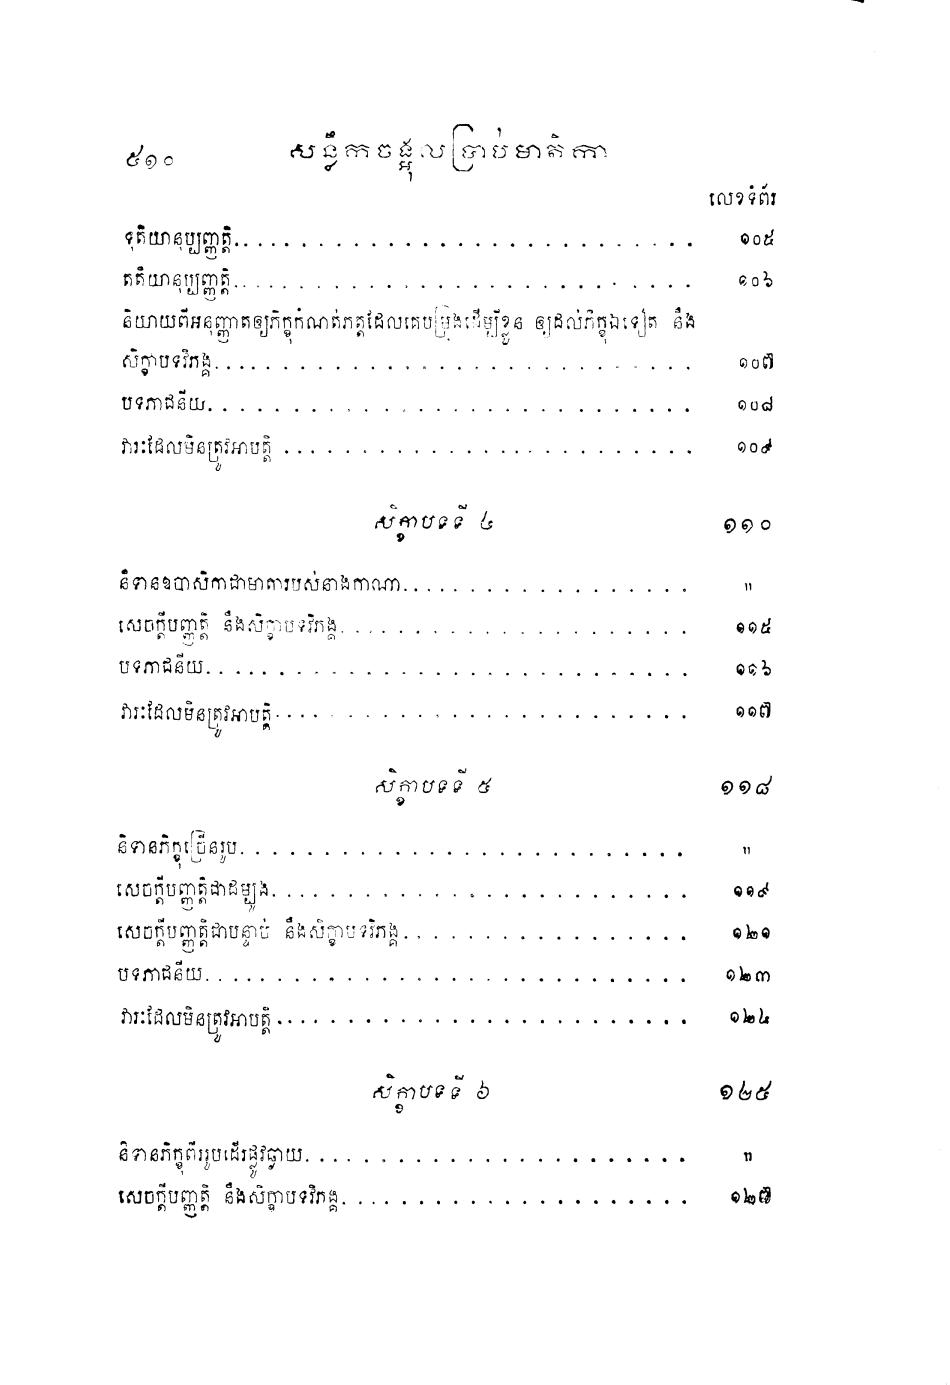 ៥១០ សន្លឹកចង្អុលប្រាប់មាតិកា
លេខទំព័រ
ទុតិយានុប្បញ្ញត្តិ. . . . . . . . . . . . . . . . . . . . . . . . . . . . ១០៥
តតិយានុប្បញ្ញត្តិ. . . . . . . . . . . . . . . . . . . . . . . . . . . . ១០៦
និយាយពីអនុញ្ញាតឲ្យភិក្ខុកំណត់ភត្តដែលគេបម្រុងដើម្បីខ្លួន ឲ្យដល់ភិក្ខុឯទៀត នឹង
សិក្ខាបទវិភង្គ. . . . . . . . . . . . . . . . . . . . . . . . . . . . . ១០៧
បទភាជនីយ. . . . . . . . . . . . . . . . . . . . . . . . . . . . . ១០៨
វារៈដែលមិនត្រូវអាបត្តិ . . . . . . . . . . . . . . . . . . . . . . . . . ១០៩
សិក្ខាបទទី ៤ ១១០
និទានឧបាសិកាជាមាតារបស់នាងកាណា. . . . . . . . . . . . . . . . . . ៉៉
សេចក្តីបញ្ញត្តិ នឹងសិក្ខាបទវិភង្គ. . . . . . . . . . . . . . . . . . . . . ១១៥
បទភាជនីយ. . . . . . . . . . . . . . . . . . . . . . . . . . . . . ១១៦
វារៈដែលមិនត្រូវអាបត្តិ. . . . . . . . . . . . . . . . . . . . . . . . . ១១៧
សិក្ខាបទទី ៥ ១១៨
និទានភិក្ខុច្រើនរូប. . . . . . . . . . . . . . . . . . . . . . . . . . . "
សេចក្តីបញ្ញត្តិជាដម្បូង. . . . . . . . . . . . . . . . . . . . . . . . . ១១៩
សេចក្តីបញ្ញត្តិជាបន្ទាប់ នឹងសិក្ខាបទវិភង្គ. . . . . . . . . . . . . . . . . . ១២១
បទភាជនីយ. . . . . . . . . . . . . . . . . . . . . . . . . . . . . ១២៣
វារៈដែលមិនត្រូវអាបត្តិ. . . . . . . . . . . . . . . . . . . . . . . . . ១២៤
សិក្ខាបទទី ៦ ១២៥
និទានភិក្ខុពីររូបដើរផ្លូវឆ្ងាយ. . . . . . . . . . . . . . . . . . . . . . . "
សេចក្តីបញ្ញត្តិ នឹងសិក្ខាបទវិភង្គ. . . . . . . . . . . . . . . . . . . . . ១២៧